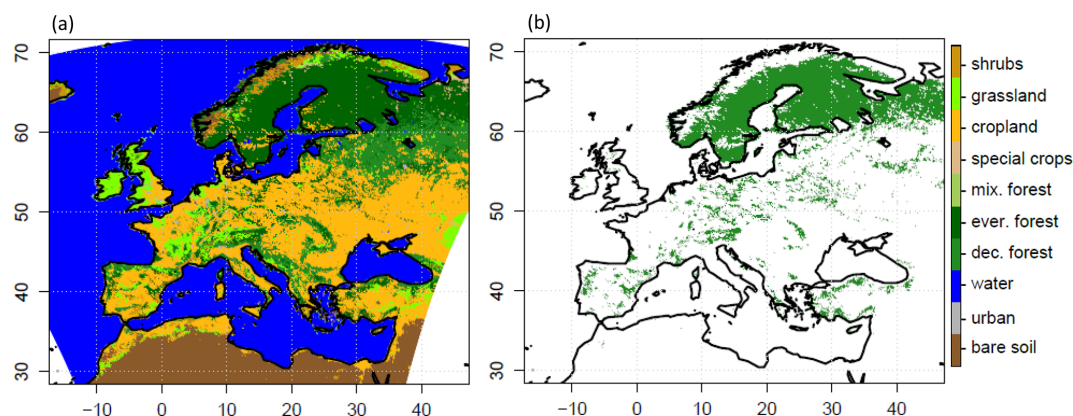 (a)
(b)
70
60
50
40
30
−10
0
10
20
30
40
70
60
50
40
30
−10
0
10
20
30
40
shrubs
grassland
cropland
special crops
mix. forest
ever. forest
dec. forest
water
urban
bare soil